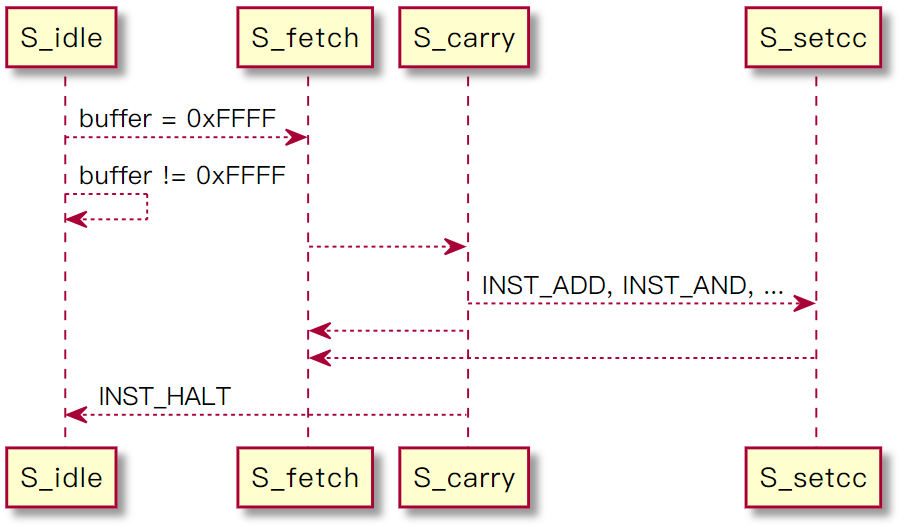 S_idle S_fetch S_carry S_setcc
buffer = 0xFFFF
buffer != 0xFFFF
INST_ADD, INST_AND, ...
INST_HALT
S_idle S_fetch S_carry S_setcc